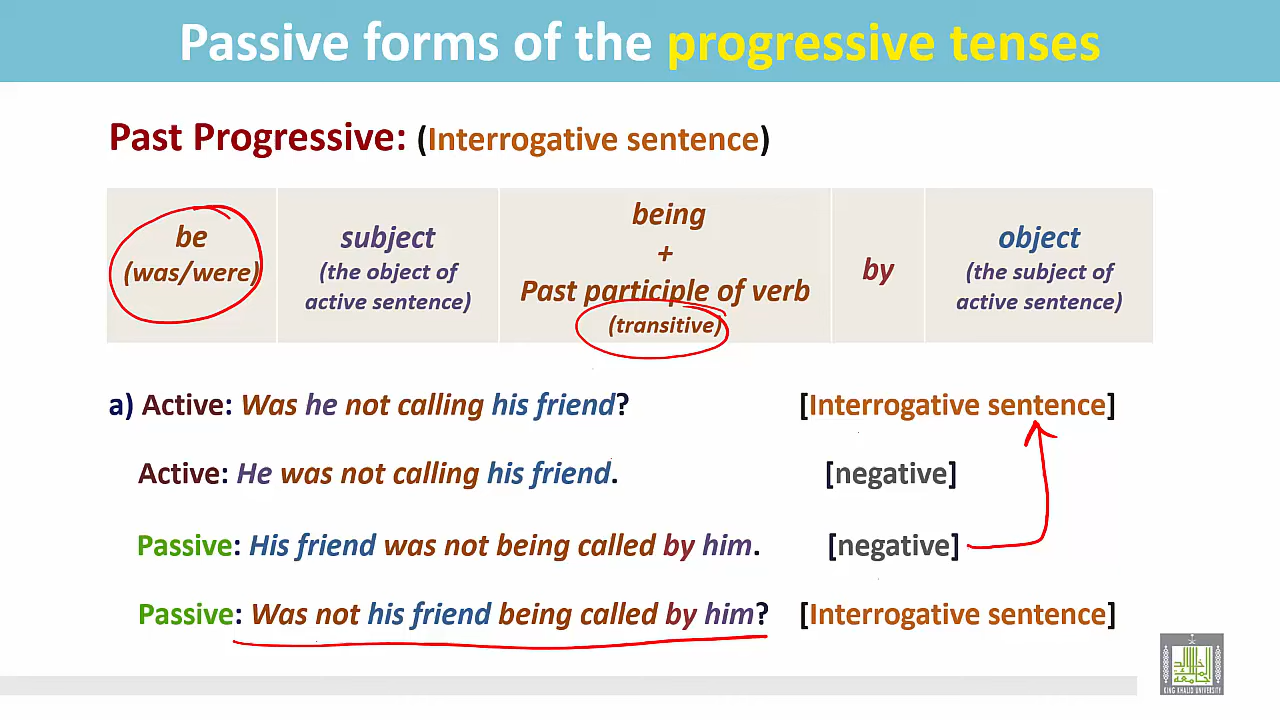 Passive forms of the progressive tenses
Past Progressive: (Interrogative sentence)
be
(was/were)
subject
(the object of
active sentence)
being
+
Past participle of verb
(transitive)
by
object
(the subject of
active sentence)
a) Active: Was he not calling his friend? [Interrogative sentence]
Active: He was not calling his friend. [negative]
Passive: His friend was not being called by him. [negative]
Passive: Was not his friend being called by him? [Interrogative sentence]
KING KHALID UNIVERSITY